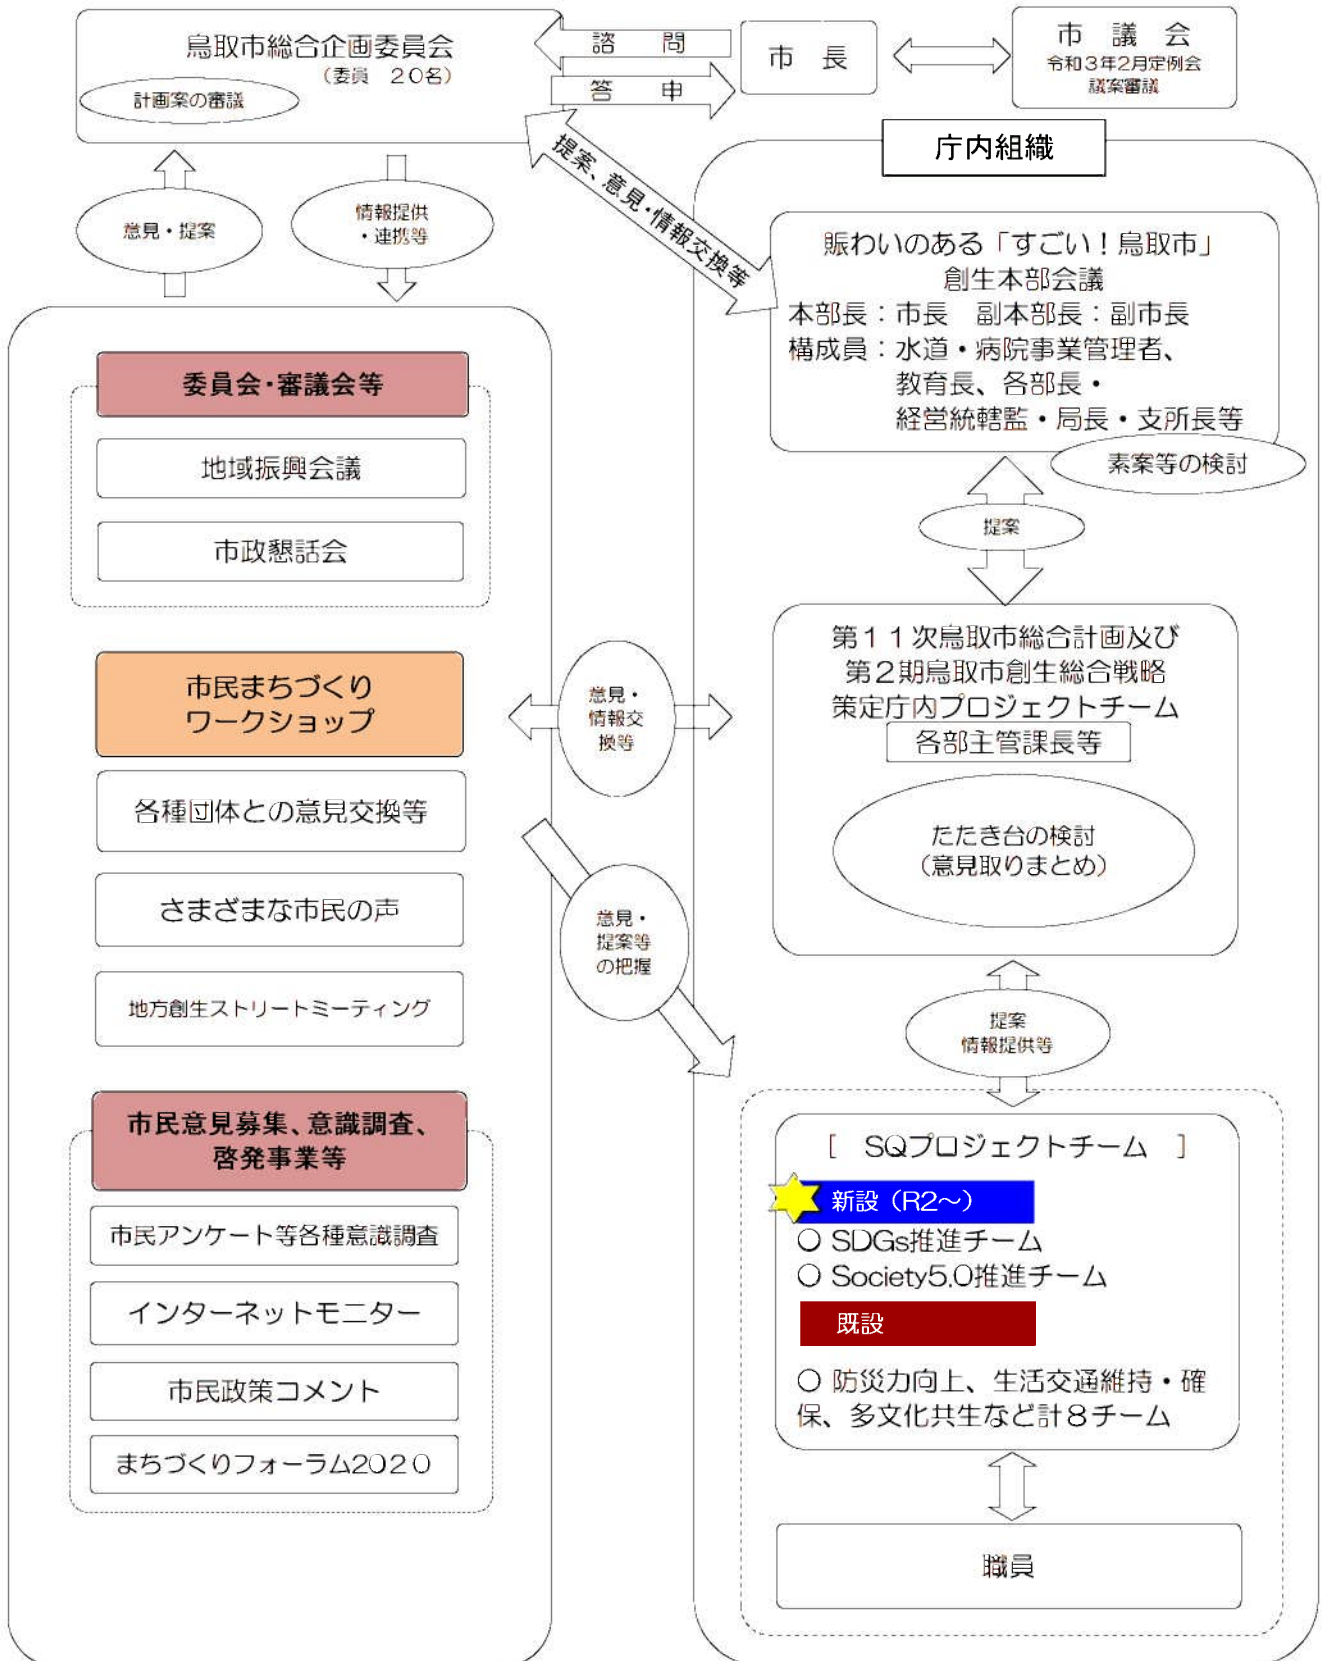 鳥取市総合企画委員会
(委員 20名)
計画案の審議
諮 問
答 申
市 長
市 議 会
令和3年2月定例会
議案審議
提案、意見・情報交換等
意見・提案
情報提供
・連携等
庁内組織
賑わいのある「すごい!鳥取市」
創生本部会議
本部長:市長 副本部長:副市長
構成員:水道・病院事業管理者、
教育長、各部長・
経営統轄監・局長・支所長等
素案等の検討
提案
委員会・審議会等
地域振興会議
市政懇話会
市民まちづくり
ワークショップ
各種団体との意見交換等
さまざまな市民の声
地方創生ストリートミーティング
市民意見募集、意識調査、
啓発事業等
市民アンケート等各種意識調査
インターネットモニター
市民政策コメント
まちづくりフォーラム2020
意見・
情報交
換等
意見・
提案等
の把握
第11次鳥取市総合計画及び
第2期鳥取市創生総合戦略
策定庁内プロジェクトチーム
各部主管課長等
たたき台の検討
(意見取りまとめ)
提案
情報提供等
[ SQプロジェクトチーム ]
新設(R2～)
○ SDGs推進チーム
○ Society5.0推進チーム
既設
○ 防災力向上、生活交通維持・確
保、多文化共生など計8チーム
職員